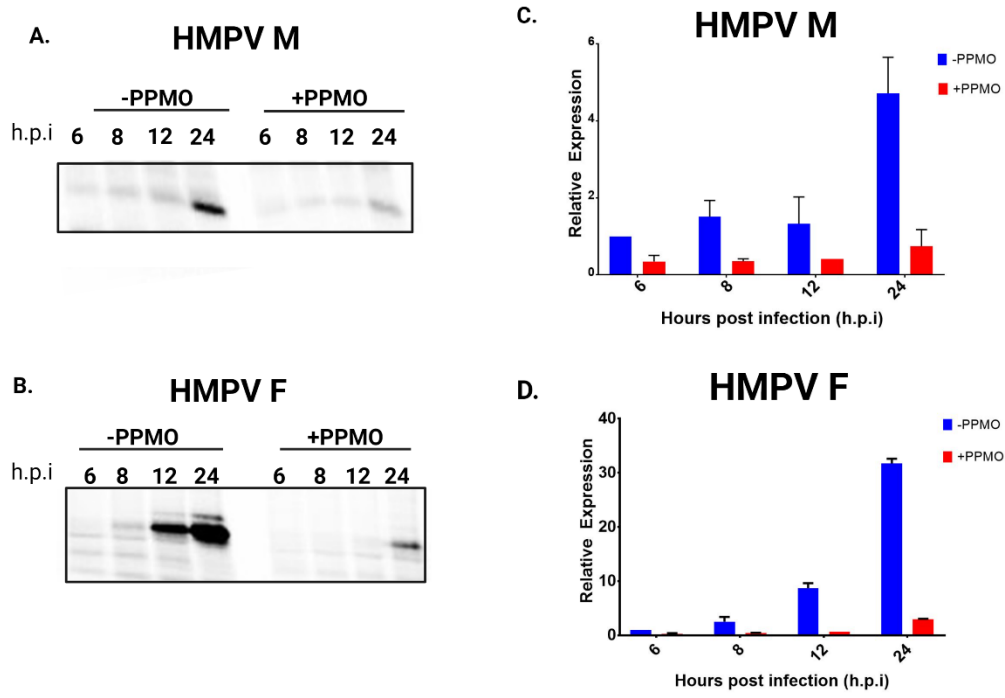 A.
HMPV M
-PPMO +PPMO
h.p.i 6 8 12 24 6 8 12 24
B.
HMPV F
-PPMO +PPMO
h.p.i 6 8 12 24 6 8 12 24
C.
HMPV M
-PPMO
+PPMO
Relative Expression
6
4
2
0
6 8 12 24
Hours post infection (h.p.i)
D.
HMPV F
-PPMO
+PPMO
Relative Expression
40
30
20
10
0
6 8 12 24
Hours post infection (h.p.i)